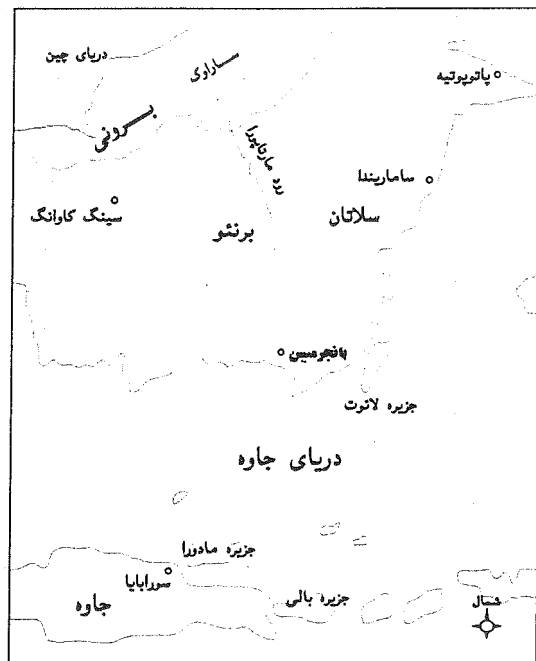 دریای چین
ساراوی
پاتوپوتیه
برونئی
رود مارتاپورا
ساماریندا
سینگ کاوانگ
برنئو
سلاتان
بانجرمسین
جزیره لائوت
دریای جاوه
جزیره مادورا
سورابایا
جاوه
جزیره بالی
شمال